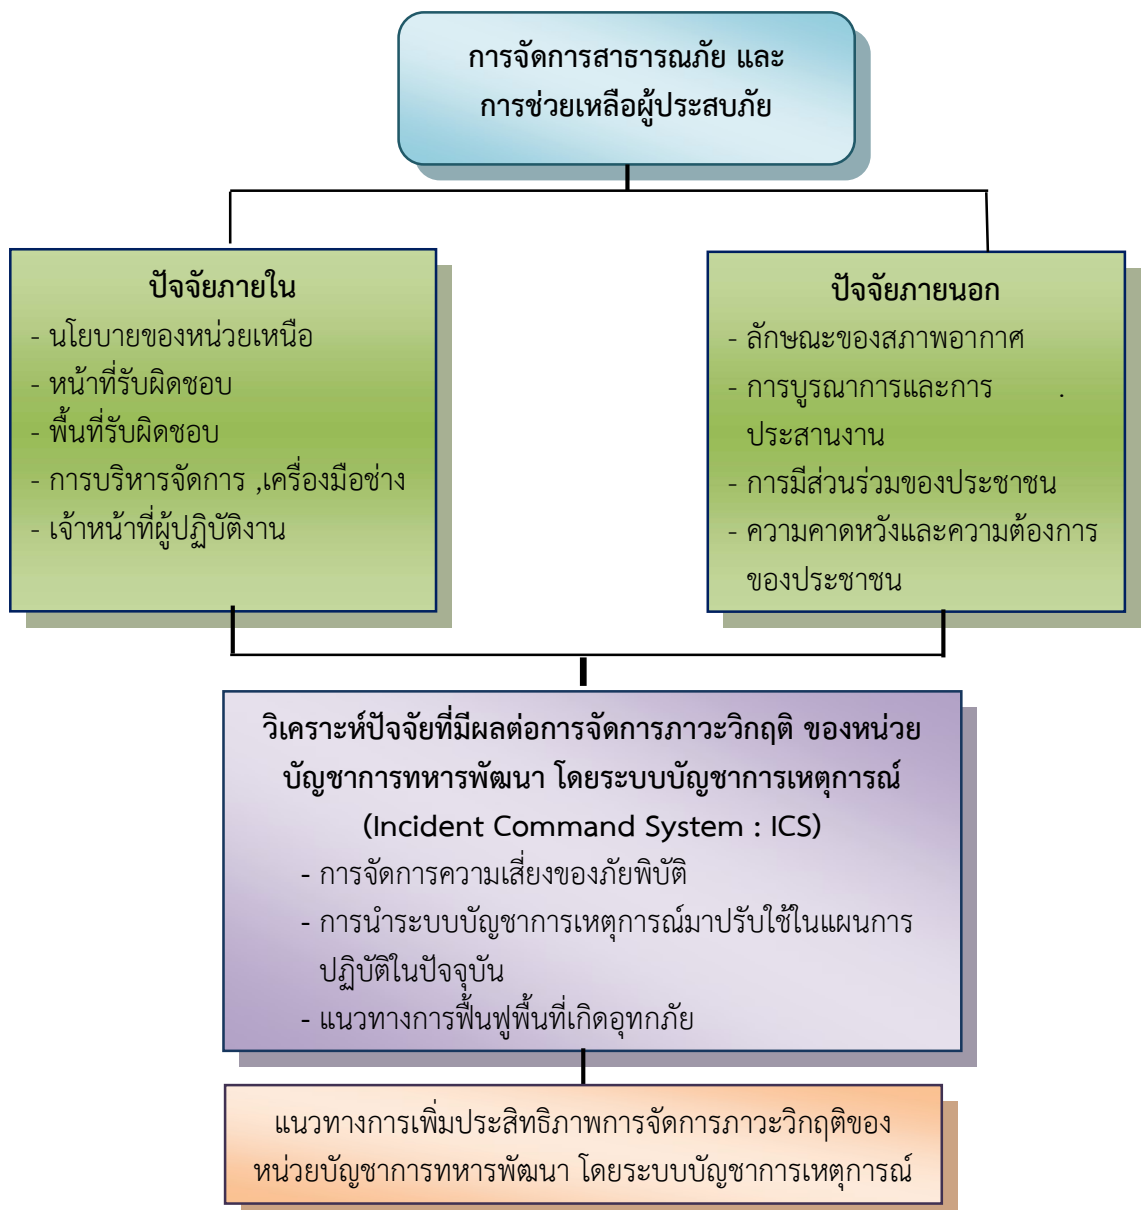 การจัดการสาธารณภัย และ
การช่วยเหลือผู้ประสบภัย
ปัจจัยภายใน
- นโยบายของหน่วยเหนือ
- หน้าที่รับผิดชอบ
- พื้นที่รับผิดชอบ
- การบริหารจัดการ ,เครื่องมือช่าง
- เจ้าหน้าที่ผู้ปฏิบัติงาน
ปัจจัยภายนอก
- ลักษณะของสภาพอากาศ
- การบูรณาการและการ .
ประสานงาน
- การมีส่วนร่วมของประชาชน
- ความคาดหวังและความต้องการ
ของประชาชน
วิเคราะห์ปัจจัยที่มีผลต่อการจัดการภาวะวิกฤติ ของหน่วย
บัญชาการทหารพัฒนา โดยระบบบัญชาการเหตุการณ์
(Incident Command System : ICS)
- การจัดการความเสี่ยงของภัยพิบัติ
- การนำระบบบัญชาการเหตุการณ์มาปรับใช้ในแผนการ
ปฏิบัติในปัจจุบัน
- แนวทางการฟื้นฟูพื้นที่เกิดอุทกภัย
แนวทางการเพิ่มประสิทธิภาพการจัดการภาวะวิกฤติของ
หน่วยบัญชาการทหารพัฒนา โดยระบบบัญชาการเหตุการณ์